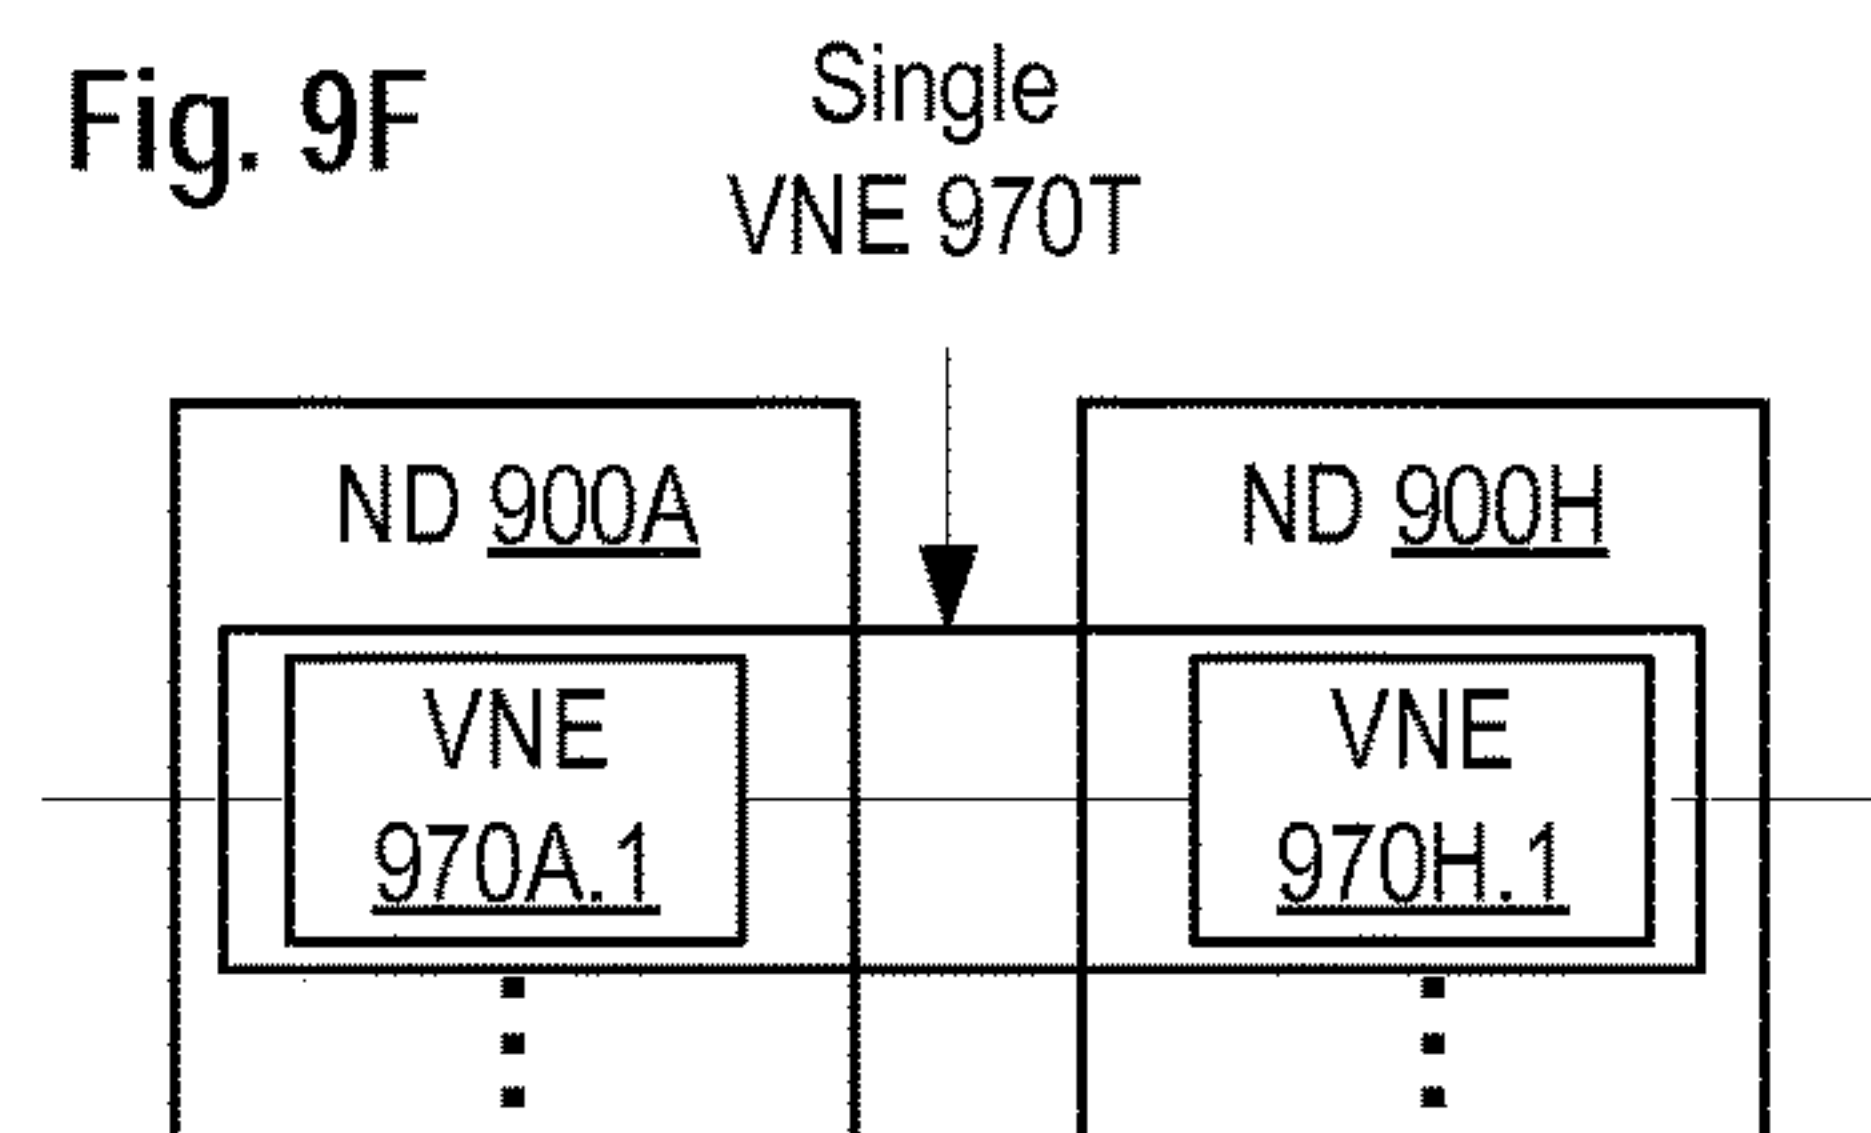 Fig. 9F
Single
VNE 970T
ND 900A
ND 900H
VNE
970A.1
VNE
970H.1